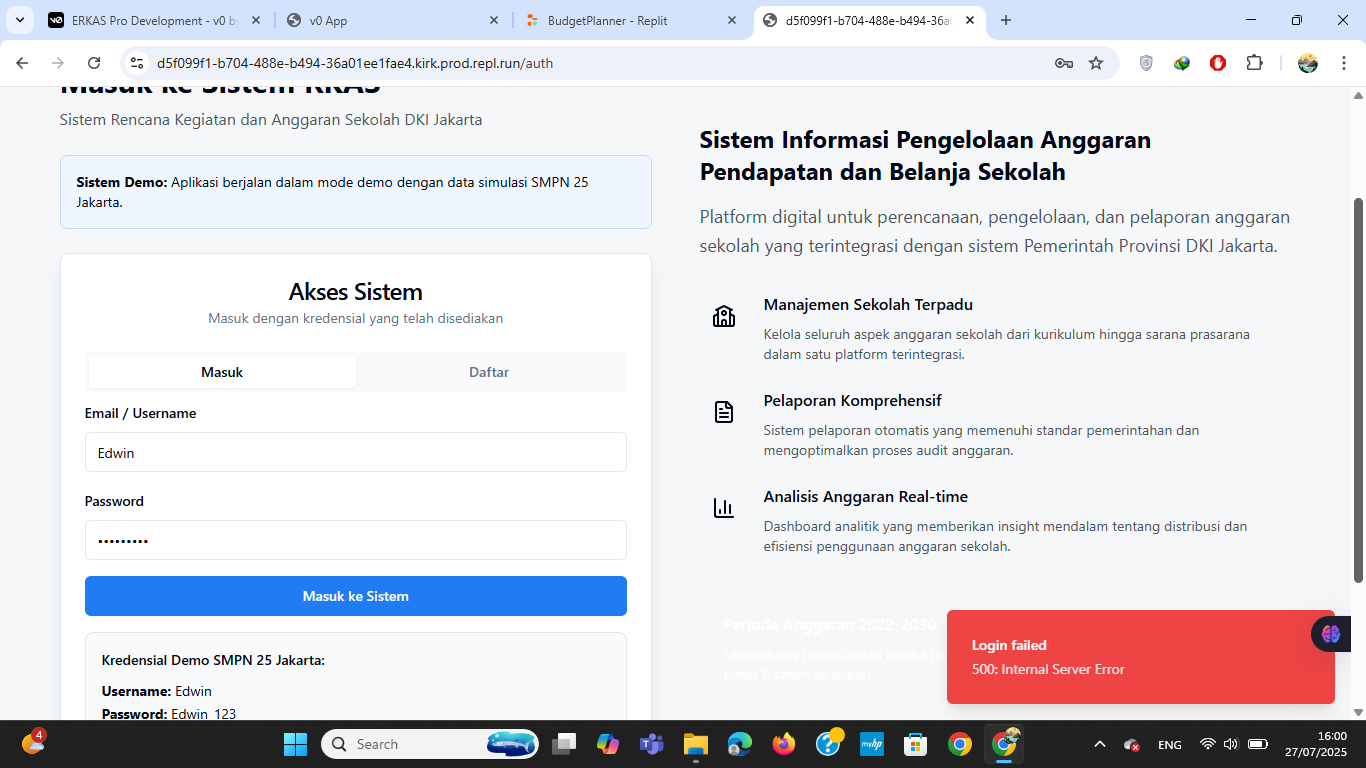 ERKAS Pro Development - v0 by
v0 App
BudgetPlanner - Replit
d5f099f1-b704-488e-b494-36a0
d5f099f1-b704-488e-b494-36a01ee1fae4.kirk.prod.repl.run/auth
Masuk ke Sistem RKAS
Sistem Rencana Kegiatan dan Anggaran Sekolah DKI Jakarta
Sistem Demo: Aplikasi berjalan dalam mode demo dengan data simulasi SMPN 25
Jakarta.
Akses Sistem
Masuk dengan kredensial yang telah disediakan
Masuk
Daftar
Email / Username
Edwin
Password
•••••••••
Masuk ke Sistem
Kredensial Demo SMPN 25 Jakarta:
Username: Edwin
Password: Edwin_123
Sistem Informasi Pengelolaan Anggaran
Pendapatan dan Belanja Sekolah
Platform digital untuk perencanaan, pengelolaan, dan pelaporan anggaran
sekolah yang terintegrasi dengan sistem Pemerintah Provinsi DKI Jakarta.
Manajemen Sekolah Terpadu
Kelola seluruh aspek anggaran sekolah dari kurikulum hingga sarana prasarana
dalam satu platform terintegrasi.
Pelaporan Komprehensif
Sistem pelaporan otomatis yang memenuhi standar pemerintahan dan
mengoptimalkan proses audit anggaran.
Analisis Anggaran Real-time
Dashboard analitik yang memberikan insight mendalam tentang distribusi dan
efisiensi penggunaan anggaran sekolah.
Periode Anggaran 2022-2030
Mendukung perencanaan jangka
untuk 8 tahun ke depan
Login failed
500: Internal Server Error
4
Search
myhp
ENG
16:00
27/07/2025